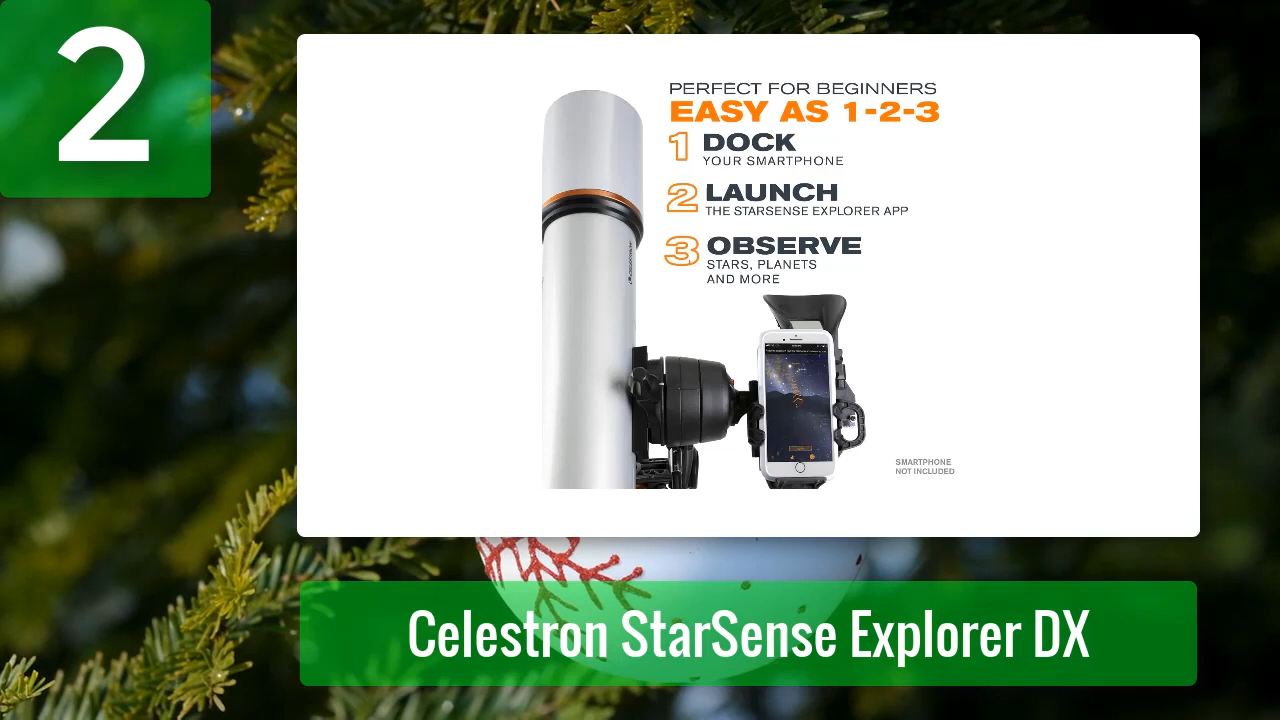 2
PERFECT FOR BEGINNERS
EASY AS 1-2-3
1 DOCK
YOUR SMARTPHONE
2 LAUNCH
THE STARSENSE EXPLORER APP
3 OBSERVE
STARS, PLANETS
AND MORE
SMARTPHONE
NOT INCLUDED
Celestron StarSense Explorer DX